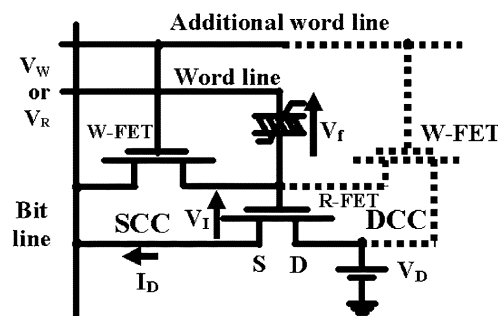 Additional word line
V_W
or
V_R
Word line
W-FET
V_f
W-FET
R-FET
Bit
line
SCC
V_I
DCC
I_D
S
D
V_D